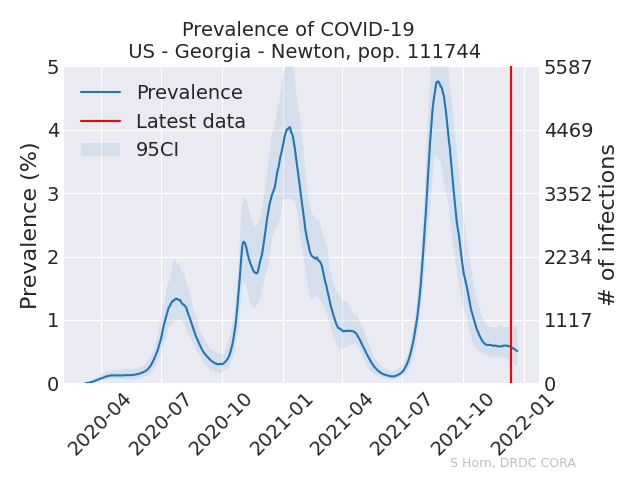 Prevalence of COVID-19
US - Georgia - Newton, pop. 111744
Prevalence
Latest data
95CI
Prevalence (%)
5
4
3
2
1
0
5587
4469
3352
2234
1117
0
# of infections
2020-04
2020-07
2020-10
2021-01
2021-04
2021-07
2021-10
2022-01
S Horn, DRDC CORA